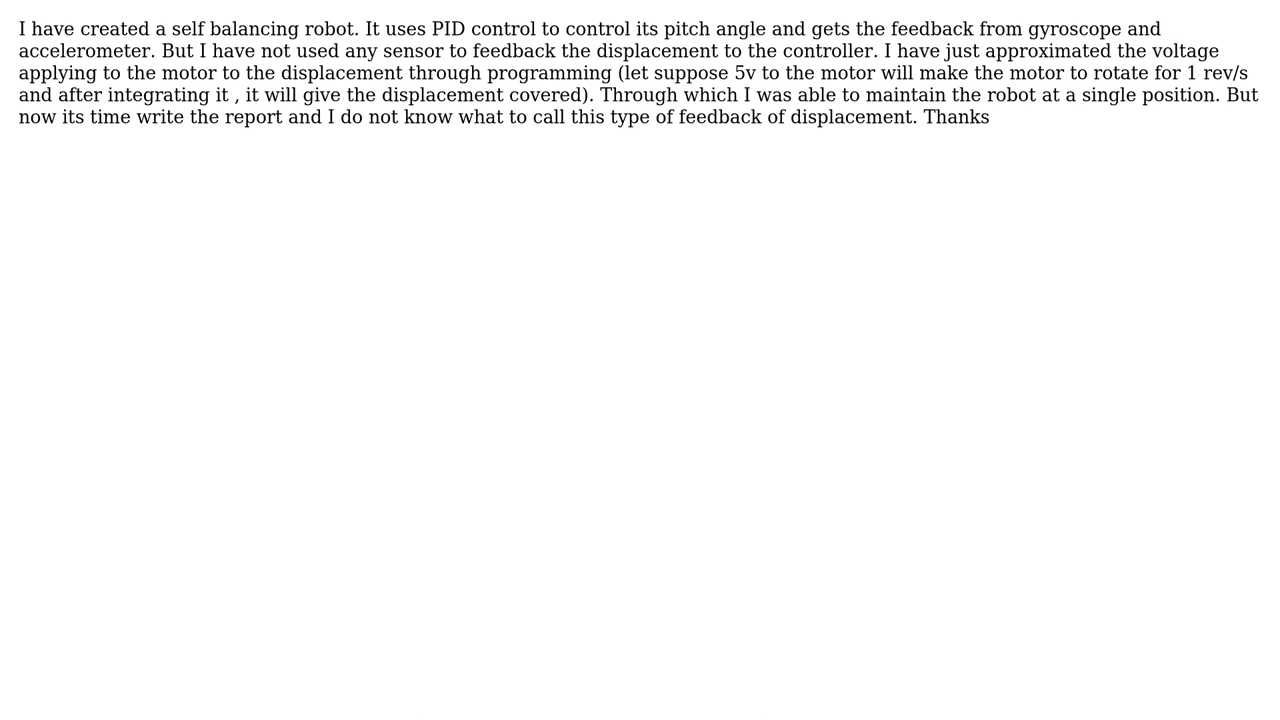 I have created a self balancing robot. It uses PID control to control its pitch angle and gets the feedback from gyroscope and
accelerometer. But I have not used any sensor to feedback the displacement to the controller. I have just approximated the voltage
applying to the motor to the displacement through programming (let suppose 5v to the motor will make the motor to rotate for 1 rev/s
and after integrating it , it will give the displacement covered). Through which I was able to maintain the robot at a single position. But
now its time write the report and I do not know what to call this type of feedback of displacement. Thanks